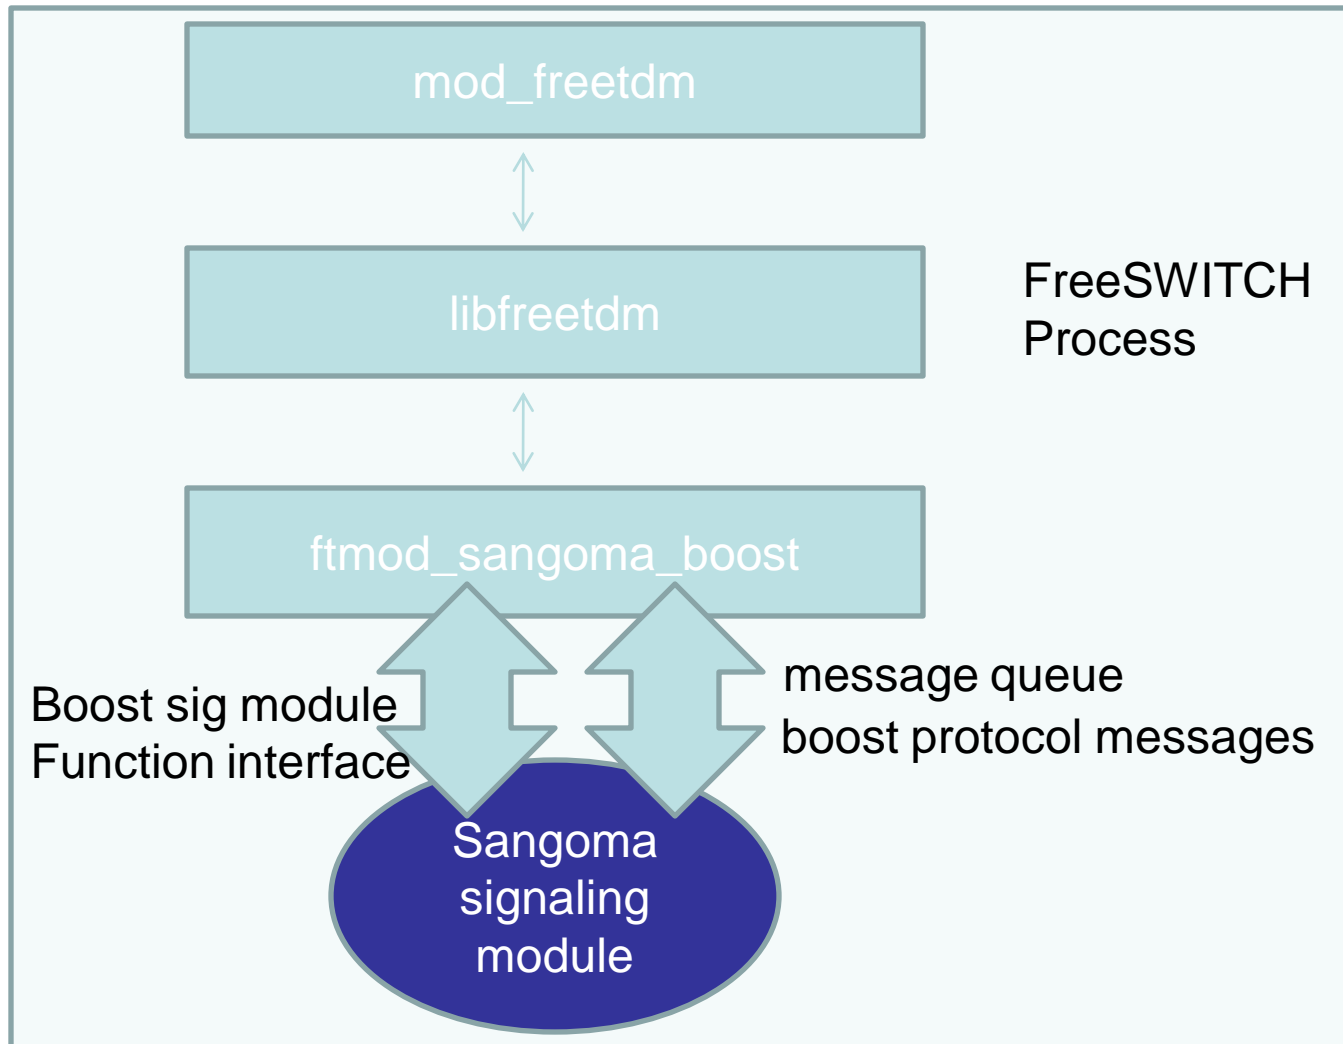 mod_freetdm
libfreetdm
FreeSWITCH
Process
ftmod_sangoma_boost
Boost sig module
Function interface
message queue
boost protocol messages
Sangoma
signaling
module